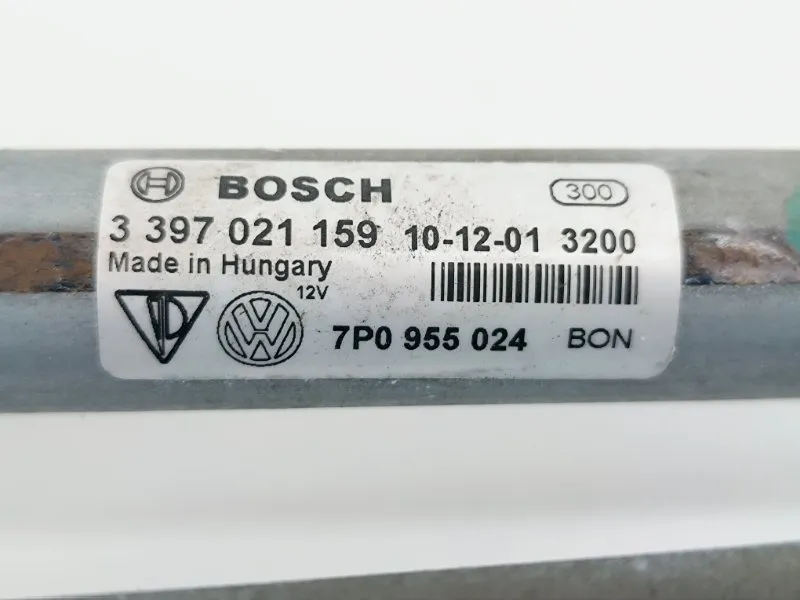 BOSCH 300
3 397 021 159 10-12-01 3200
Made in Hungary
12V
7P0 955 024 BON